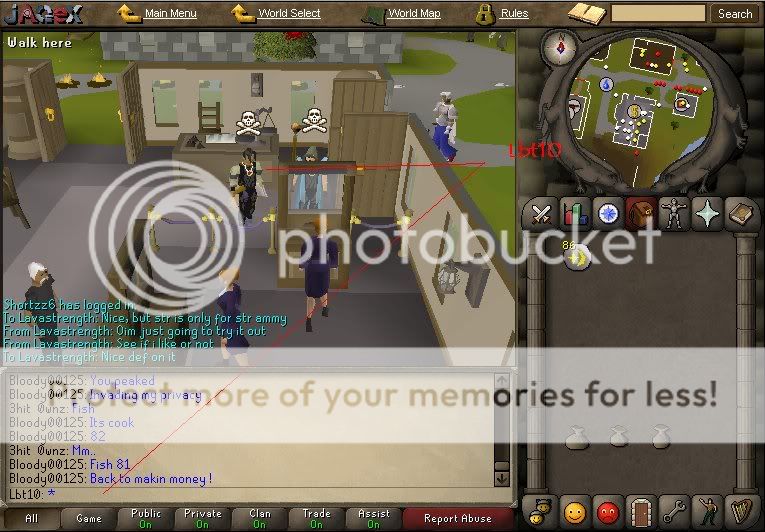 JAGEX
Main Menu
World Select
World Map
Rules
Search
Walk here
Lbt10
86
photobucket
Shortzz6 has logged in.
To Lavastrength: Nice, but str is only for str ammy
From Lavastrength: Oim just going to try it out
From Lavastrength: See if i like or not
To Lavastrength: Nice def on it
Protect more of your memories for less!
Bloody00125: You peaked
Bloody00125: Invading my privacy
3hit 0wnz: Fish
Bloody00125: Its cook
Bloody00125: 82
3hit 0wnz: Mm..
Bloody00125: Fish 81
Bloody00125: Back to makin money !
Lbt10: *
All
Game
Public
On
Private
On
Clan
On
Trade
On
Assist
On
Report Abuse